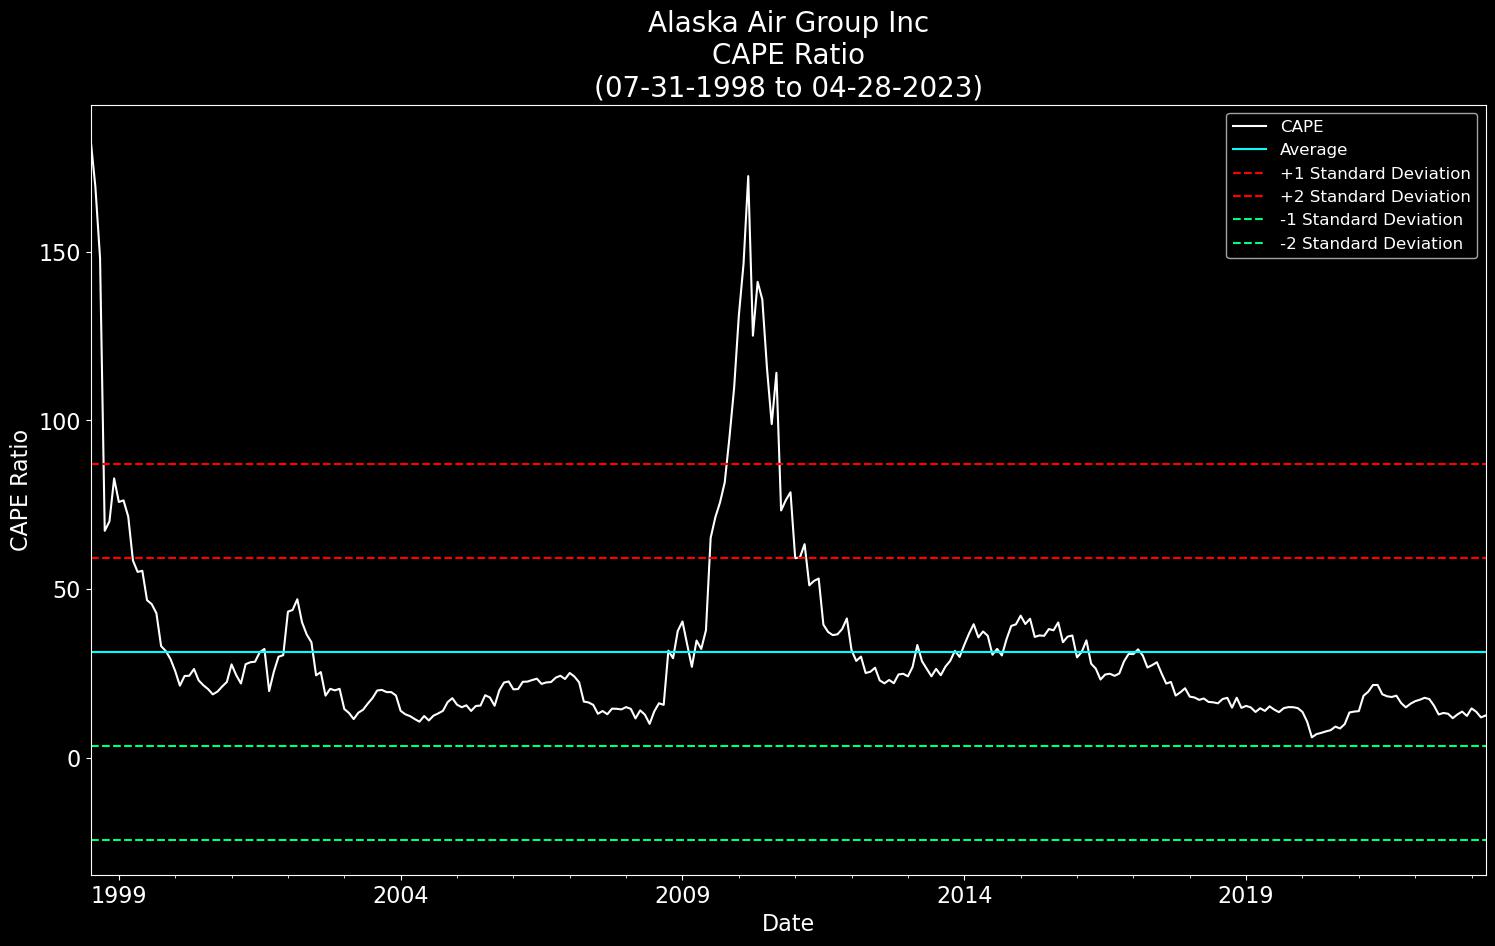 Alaska Air Group Inc
CAPE Ratio
(07-31-1998 to 04-28-2023)
CAPE
Average
+1 Standard Deviation
+2 Standard Deviation
-1 Standard Deviation
-2 Standard Deviation
150
100
50
0
CAPE Ratio
1999
2004
2009
2014
2019
Date